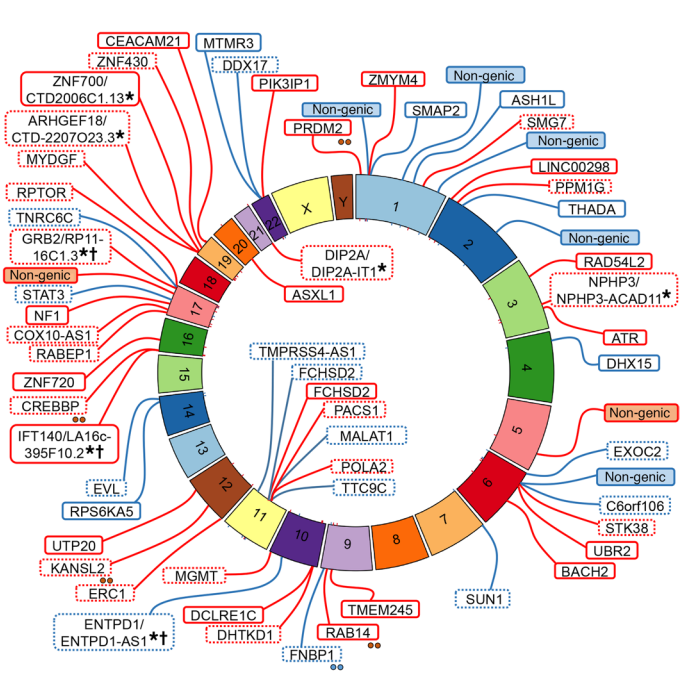 CEACAM21
MTMR3
ZNF430
DDX17
ZNF700/
CTD2006C1.13*
PIK3IP1
ZMYM4
Non-genic
Non-genic
SMAP2
ASH1L
PRDM2
SMG7
ARHGEF18/
CTD-2207O23.3*
Non-genic
MYDGF
LINC00298
PPM1G
RPTOR
THADA
TNRC6C
Non-genic
GRB2/RP11-
16C1.3*†
DIP2A/
DIP2A-IT1*
RAD54L2
Non-genic
NPHP3/
NPHP3-ACAD11*
STAT3
ASXL1
NF1
COX10-AS1
ATR
RABEP1
TMPRSS4-AS1
DHX15
FCHSD2
ZNF720
FCHSD2
CREBBP
PACS1
Non-genic
IFT140/LA16c-
395F10.2*†
MALAT1
EXOC2
POLA2
Non-genic
EVL
TTC9C
C6orf106
RPS6KA5
STK38
UTP20
UBR2
KANSL2
MGMT
BACH2
ERC1
SUN1
ENTPD1/
ENTPD1-AS1*†
DCLRE1C
TMEM245
DHTKD1
RAB14
FNBP1
1
2
3
4
5
6
7
8
9
10
11
12
13
14
15
16
17
18
19
20
21
22
X
Y